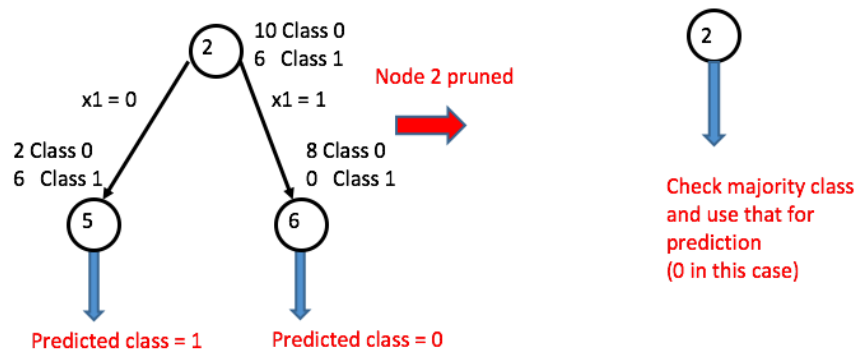 2
10 Class 0
6 Class 1
x1 = 0
x1 = 1
2 Class 0
6 Class 1
8 Class 0
0 Class 1
5
6
Predicted class = 1
Predicted class = 0
Node 2 pruned
2
Check majority class
and use that for
prediction
(0 in this case)